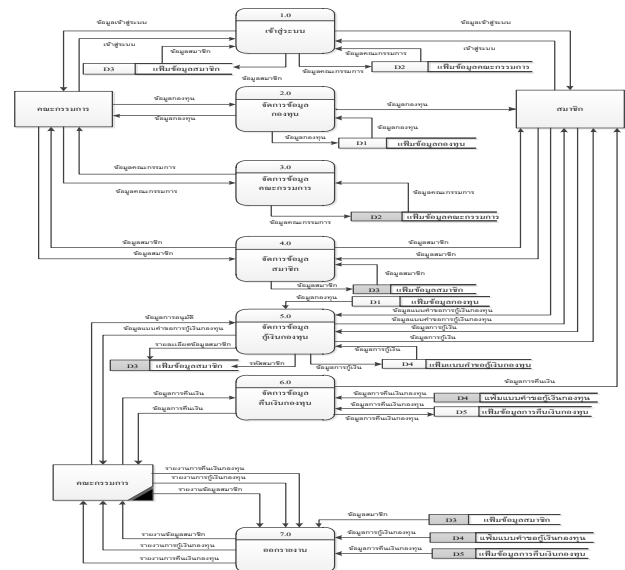 1.0
เข้าสู่ระบบ
ข้อมูลเข้าสู่ระบบ
ข้อมูลเข้าสู่ระบบ
เข้าสู่ระบบ
ข้อมูลสมาชิก
ข้อมูลคณะกรรมการ
D3 แฟ้มข้อมูลสมาชิก
D2 แฟ้มข้อมูลคณะกรรมการ
ข้อมูลสมาชิก
ข้อมูลคณะกรรมการ
คณะกรรมการ
สมาชิก
2.0
จัดการข้อมูล
กองทุน
ข้อมูลกองทุน
ข้อมูลกองทุน
ข้อมูลกองทุน
ข้อมูลกองทุน
ข้อมูลกองทุน
D1 แฟ้มข้อมูลกองทุน
3.0
จัดการข้อมูล
คณะกรรมการ
ข้อมูลคณะกรรมการ
ข้อมูลคณะกรรมการ
ข้อมูลคณะกรรมการ
D2 แฟ้มข้อมูลคณะกรรมการ
ข้อมูลคณะกรรมการ
4.0
จัดการข้อมูล
สมาชิก
ข้อมูลสมาชิก
ข้อมูลสมาชิก
ข้อมูลสมาชิก
ข้อมูลสมาชิก
ข้อมูลสมาชิก
ข้อมูลสมาชิก
D3 แฟ้มข้อมูลสมาชิก
ข้อมูลกองทุน
D1 แฟ้มข้อมูลกองทุน
5.0
จัดการข้อมูล
กู้เงินกองทุน
ข้อมูลการอนุมัติ
ข้อมูลแบบคำขอกู้เงินกองทุน
ข้อมูลแบบคำขอกู้เงินกองทุน
ข้อมูลแบบคำขอกู้เงินกองทุน
ข้อมูลการกู้เงิน
ข้อมูลการกู้เงิน
รายละเอียดข้อมูลสมาชิก
ข้อมูลการกู้เงิน
D3 แฟ้มข้อมูลสมาชิก
รหัสสมาชิก
ข้อมูลการกู้เงิน
D4 แฟ้มแบบคำขอกู้เงินกองทุน
6.0
จัดการข้อมูล
คืนเงินกองทุน
ข้อมูลการคืนเงิน
ข้อมูลการคืนเงิน
ข้อมูลการคืนเงิน
ข้อมูลการคืนเงินกองทุน
ข้อมูลการคืนเงินกองทุน
ข้อมูลการคืนเงินกองทุน
D4 แฟ้มแบบคำขอกู้เงินกองทุน
D5 แฟ้มข้อมูลการคืนเงินกองทุน
คณะกรรมการ
รายงานการคืนเงินกองทุน
รายงานการกู้เงินกองทุน
รายงานข้อมูลสมาชิก
7.0
ออกรายงาน
รายงานข้อมูลสมาชิก
รายงานการกู้เงินกองทุน
รายงานการคืนเงินกองทุน
ข้อมูลสมาชิก
ข้อมูลการกู้เงินกองทุน
ข้อมูลการคืนเงินกองทุน
D3 แฟ้มข้อมูลสมาชิก
D4 แฟ้มแบบคำขอกู้เงินกองทุน
D5 แฟ้มข้อมูลการคืนเงินกองทุน